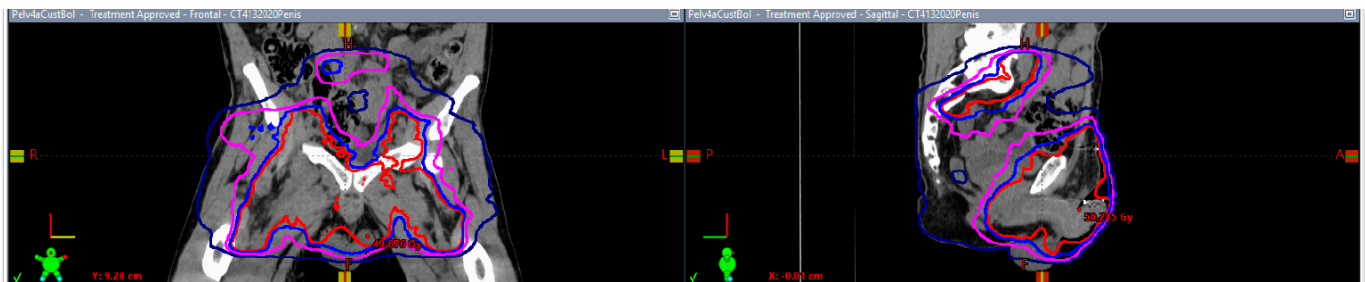 Pelv4aCustBol - Treatment Approved - Frontal - CT4132020Penis
H
R
L
49.676 Gy
F
Y: 9.28 cm
Pelv4aCustBol - Treatment Approved - Sagittal - CT4132020Penis
H
P
A
50.245 Gy
F
X: -0.01 cm